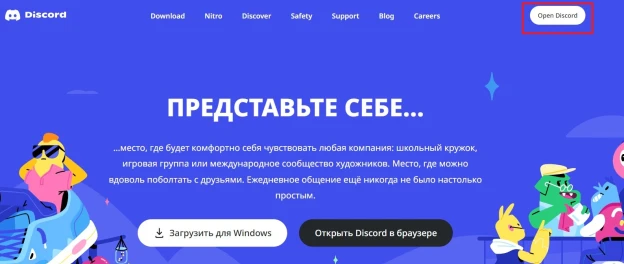 Discord
Download Nitro Discover Safety Support Blog Careers
Open Discord
ПРЕДСТАВЬТЕ СЕБЕ...
...место, где будет комфортно себя чувствовать любая компания: школьный кружок,
игровая группа или международное сообщество художников. Место, где можно
вдоволь поболтать с друзьями. Ежедневное общение ещё никогда не было настолько
простым.
Загрузить для Windows
Открыть Discord в браузере